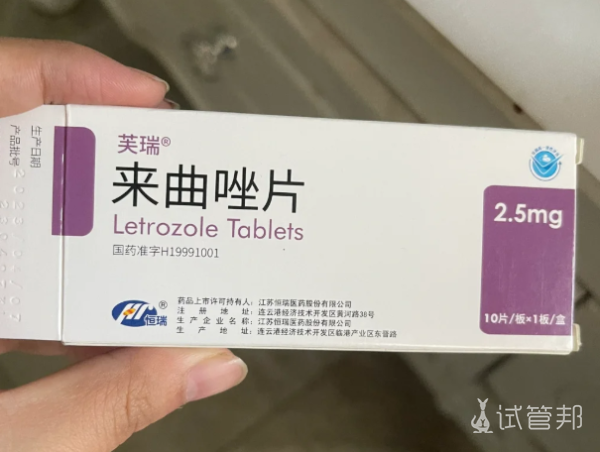 芙瑞®
来曲唑片
Letrozole Tablets
国药准字H19991001
2.5mg
10片/板×1板/盒
恒瑞®
药品上市许可持有人：江苏恒瑞医药股份有限公司
注册地址：连云港经济技术开发区黄河路38号
生产企业名称：江苏恒瑞医药股份有限公司
生产地址：连云港经济技术开发区临港产业区东晋路
生产日期
产品批号
试管邦